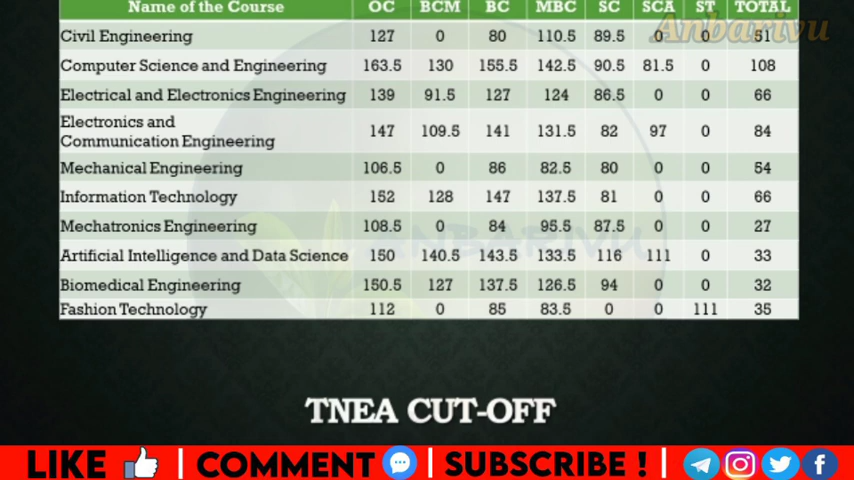 Name of the Course OC BCM BC MBC SC SCA ST TOTAL
Anbarivu
Civil Engineering 127 0 80 110.5 89.5 0 0 51
Computer Science and Engineering 163.5 130 155.5 142.5 90.5 81.5 0 108
Electrical and Electronics Engineering 139 91.5 127 124 86.5 0 0 66
Electronics and
Communication Engineering 147 109.5 141 131.5 82 97 0 84
Mechanical Engineering 106.5 0 86 82.5 80 0 0 54
Information Technology 152 128 147 137.5 81 0 0 66
Mechatronics Engineering 108.5 0 84 95.5 87.5 0 0 27
ANBARIVU
Artificial Intelligence and Data Science 150 140.5 143.5 133.5 116 111 0 33
Biomedical Engineering 150.5 127 137.5 126.5 94 0 0 32
Fashion Technology 112 0 85 83.5 0 0 111 35
TNEA CUT-OFF
LIKE | COMMENT | SUBSCRIBE ! |